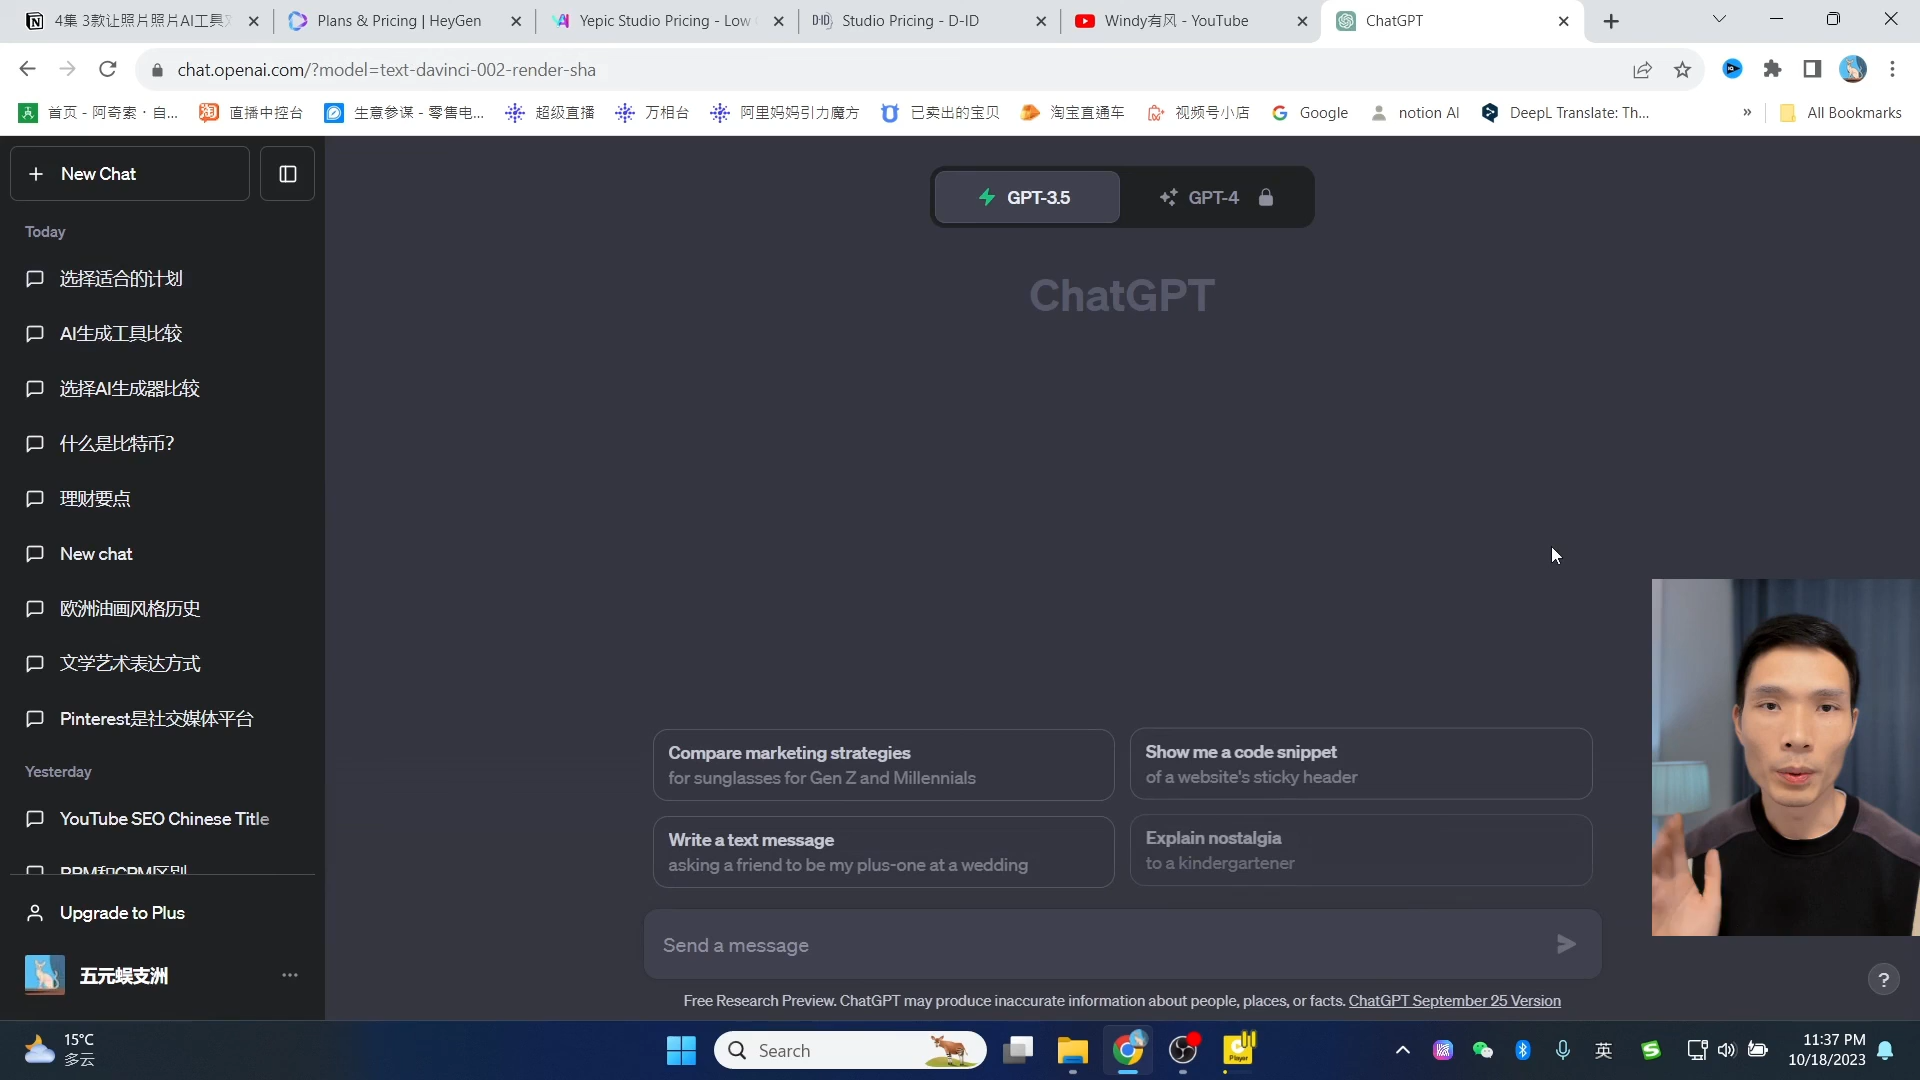 4集 3款让照片照片AI工具
Plans & Pricing | HeyGen
Yepic Studio Pricing - Low
D-ID
Studio Pricing - D-ID
Windy有风 - YouTube
ChatGPT
chat.openai.com/?model=text-davinci-002-render-sha
首页 - 阿奇索 · 自...
直播中控台
生意参谋 - 零售电...
超级直播
万相台
阿里妈妈引力魔方
已卖出的宝贝
淘宝直通车
视频号小店
Google
notion AI
DeepL Translate: Th...
»
All Bookmarks
New Chat
GPT-3.5
GPT-4
Today
ChatGPT
选择适合的计划
AI生成工具比较
选择AI生成器比较
什么是比特币?
理财要点
New chat
欧洲油画风格历史
文学艺术表达方式
Pinterest是社交媒体平台
Yesterday
YouTube SEO Chinese Title
RPM和CPM区别
Compare marketing strategies
for sunglasses for Gen Z and Millennials
Show me a code snippet
of a website's sticky header
Write a text message
asking a friend to be my plus-one at a wedding
Explain nostalgia
to a kindergartener
Upgrade to Plus
五元蜈支洲
Send a message
Free Research Preview. ChatGPT may produce inaccurate information about people, places, or facts. ChatGPT September 25 Version
?
15°C
多云
Search
Player
英
11:37 PM
10/18/2023